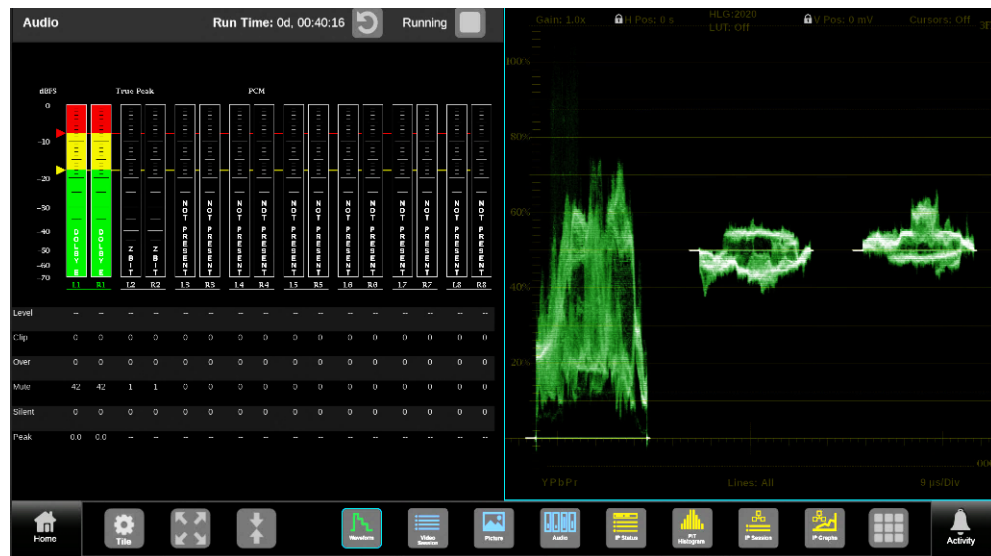 Audio Run Time: 0d, 00:40:16 Running
Gain: 1.0x H Pos: 0 s HLG:2020 V Pos: 0 mV Cursors: Off
LUT: Off
100%
dBFS True Peak PCM
0
-10
80%
-20
-30
60%
-40
-50
-60
-70
DOLBY E DOLBY E Z BIT Z BIT NOT PRESENT NOT PRESENT NOT PRESENT NOT PRESENT NOT PRESENT NOT PRESENT NOT PRESENT NOT PRESENT NOT PRESENT NOT PRESENT NOT PRESENT NOT PRESENT
L1 R1 L2 R2 L3 R3 L4 R4 L5 R5 L6 R6 L7 R7 L8 R8
40%
Level -- -- -- -- -- -- -- -- -- -- -- -- -- -- -- --
Clip 0 0 0 0 0 0 0 0 0 0 0 0 0 0 0 0
Over 0 0 0 0 0 0 0 0 0 0 0 0 0 0 0 0
20%
Mute 42 42 1 1 0 0 0 0 0 0 0 0 0 0 0 0
Silent 0 0 0 0 0 0 0 0 0 0 0 0 0 0 0 0
Peak 0.0 0.0 -- -- -- -- -- -- -- -- -- -- -- -- -- --
YPbPr Lines: All 9 µs/Div
Home Tile Waveform Video Session Picture Audio IP Status PIT Histogram IP Session IP Graphs Activity